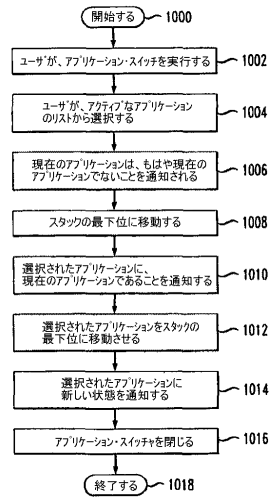 開始する 1000
ユーザが、アプリケーション・スイッチを実行する 1002
ユーザが、アクティブなアプリケーション
のリストから選択する 1004
現在のアプリケーションは、もはや現在の
アプリケーションでないことを通知される 1006
スタックの最下位に移動する 1008
選択されたアプリケーションに、
現在のアプリケーションであることを通知する 1010
選択されたアプリケーションをスタックの
最下位に移動させる 1012
選択されたアプリケーションに
新しい状態を通知する 1014
アプリケーション・スイッチャを閉じる 1016
終了する 1018